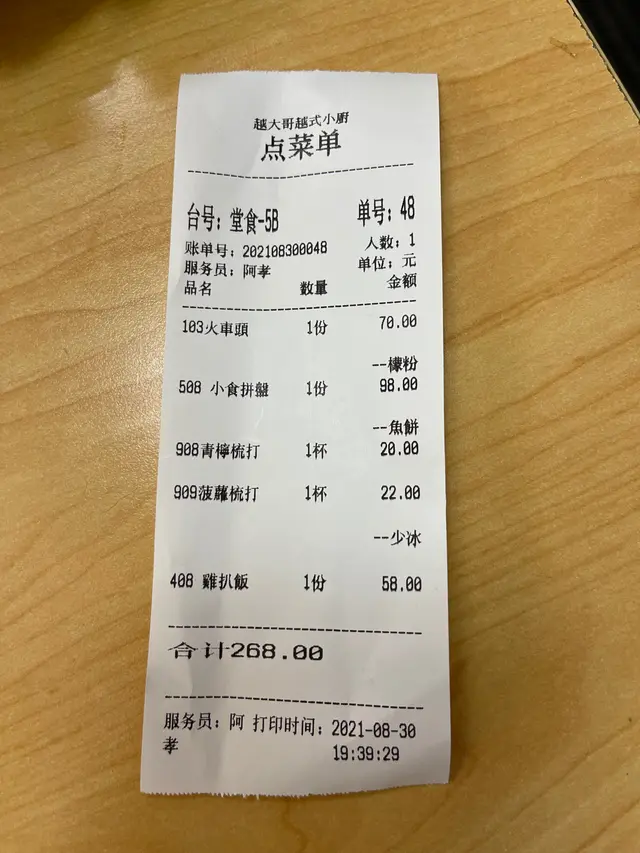 越大哥越式小廚
点菜单
台号: 堂食-5B 单号: 48
账单号: 202108300048 人数: 1
服务员: 阿孝 单位: 元
品名 数量 金额
103火車頭 1份 70.00
--檬粉
508 小食拼盤 1份 98.00
--魚餅
908青檸梳打 1杯 20.00
909菠蘿梳打 1杯 22.00
--少冰
408 雞扒飯 1份 58.00
合计268.00
服务员: 阿 打印时间: 2021-08-30
孝 19:39:29